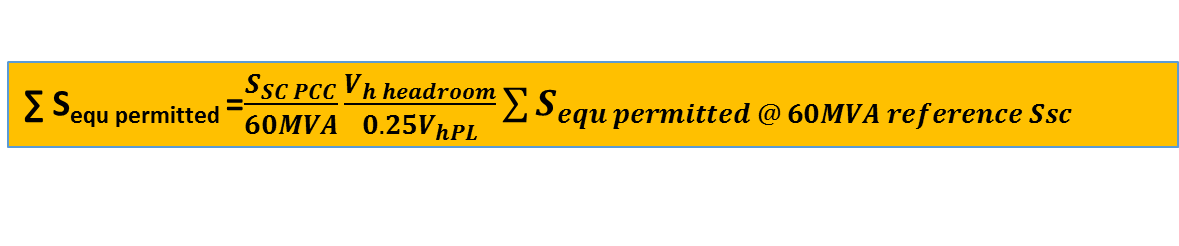 ∑ S_equ permitted = S_SC PCC/60MVA V_h headroom/0.25V_hPL ∑ S_equ permitted @ 60MVA reference Ssc